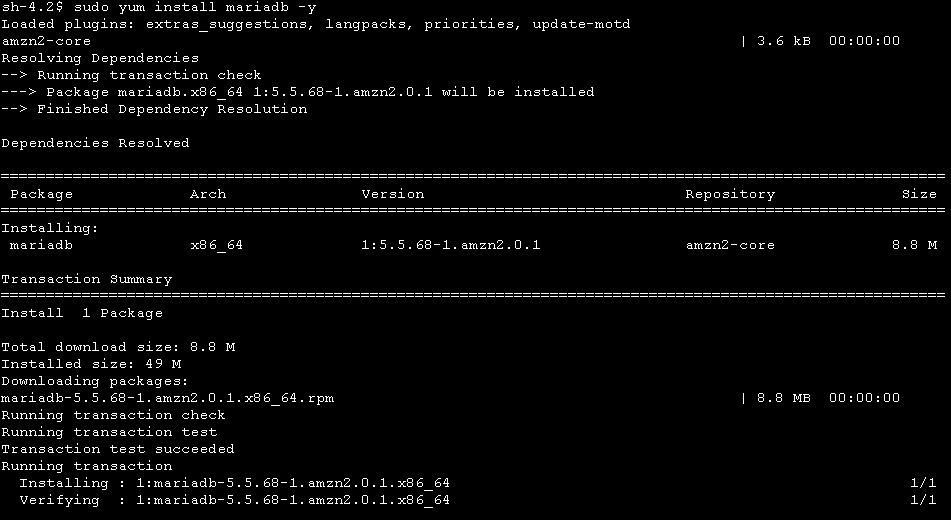 sh-4.2$ sudo yum install mariadb -y
Loaded plugins: extras_suggestions, langpacks, priorities, update-motd
amzn2-core | 3.6 kB 00:00:00
Resolving Dependencies
--> Running transaction check
---> Package mariadb.x86_64 1:5.5.68-1.amzn2.0.1 will be installed
--> Finished Dependency Resolution
Dependencies Resolved
=========================================================================================================
Package Arch Version Repository Size
=========================================================================================================
Installing:
mariadb x86_64 1:5.5.68-1.amzn2.0.1 amzn2-core 8.8 M
Transaction Summary
=========================================================================================================
Install 1 Package
Total download size: 8.8 M
Installed size: 49 M
Downloading packages:
mariadb-5.5.68-1.amzn2.0.1.x86_64.rpm | 8.8 MB 00:00:00
Running transaction check
Running transaction test
Transaction test succeeded
Running transaction
Installing : 1:mariadb-5.5.68-1.amzn2.0.1.x86_64 1/1
Verifying : 1:mariadb-5.5.68-1.amzn2.0.1.x86_64 1/1